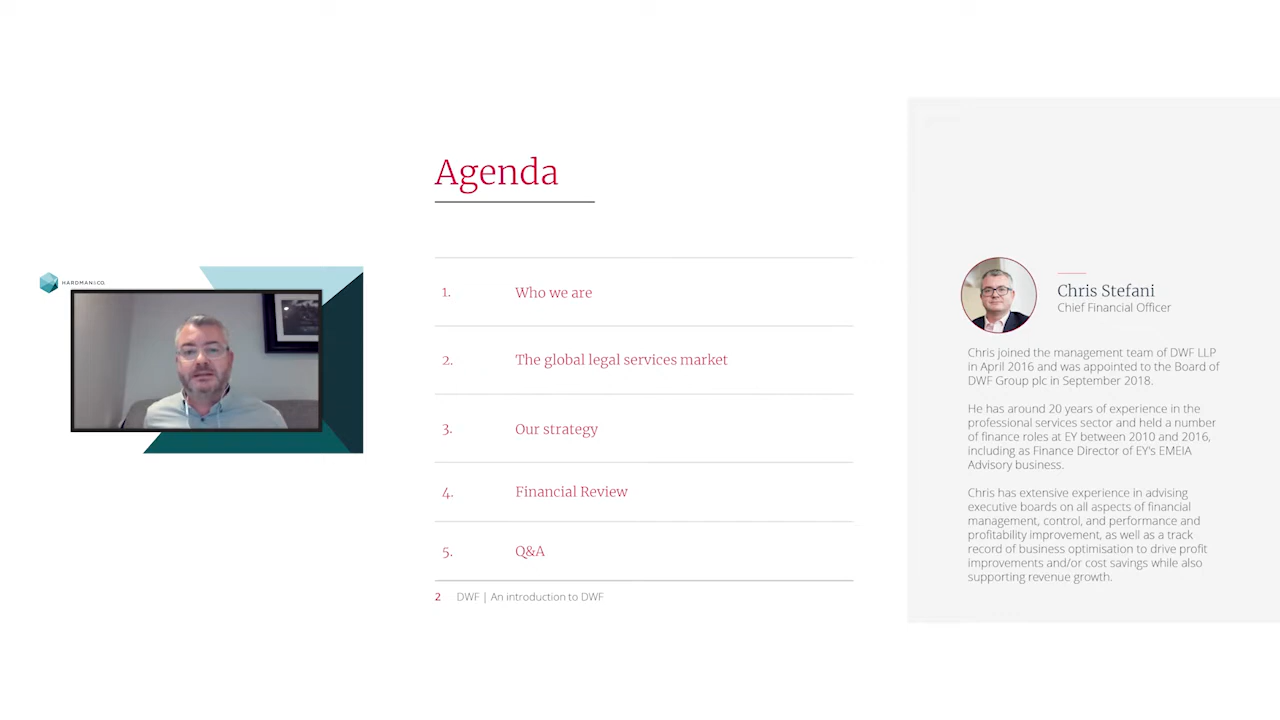 HARDMAN&CO.
Agenda
1. Who we are
2. The global legal services market
3. Our strategy
4. Financial Review
5. Q&A
2 DWF | An introduction to DWF
Chris Stefani
Chief Financial Officer
Chris joined the management team of DWF LLP
in April 2016 and was appointed to the Board of
DWF Group plc in September 2018.
He has around 20 years of experience in the
professional services sector and held a number
of finance roles at EY between 2010 and 2016,
including as Finance Director of EY's EMEIA
Advisory business.
Chris has extensive experience in advising
executive boards on all aspects of financial
management, control, and performance and
profitability improvement, as well as a track
record of business optimisation to drive profit
improvements and/or cost savings while also
supporting revenue growth.